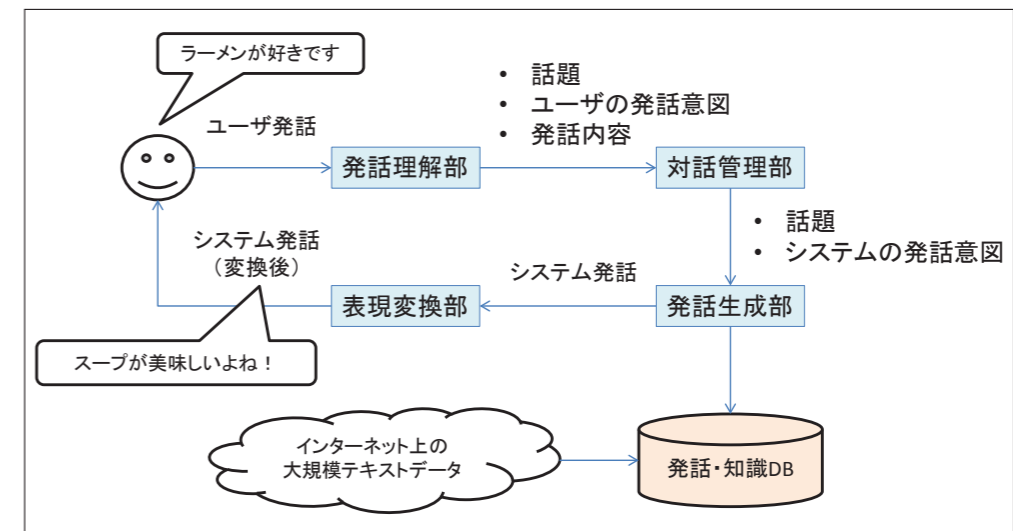 ラーメンが好きです
ユーザ発話
• 話題
• ユーザの発話意図
• 発話内容
発話理解部
対話管理部
• 話題
• システムの発話意図
システム発話
（変換後）
システム発話
表現変換部
発話生成部
スープが美味しいよね！
インターネット上の
大規模テキストデータ
発話・知識DB